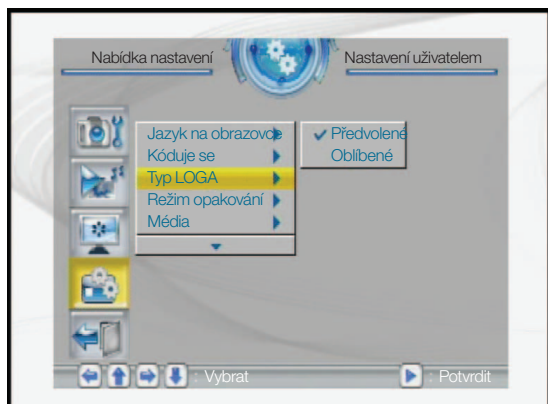 Nabídka nastavení
Nastavení uživatelem
Jazyk na obrazovce
Kóduje se
Typ LOGA
Režim opakování
Média
Předvolené
Oblíbené
: Vybrat
: Potvrdit